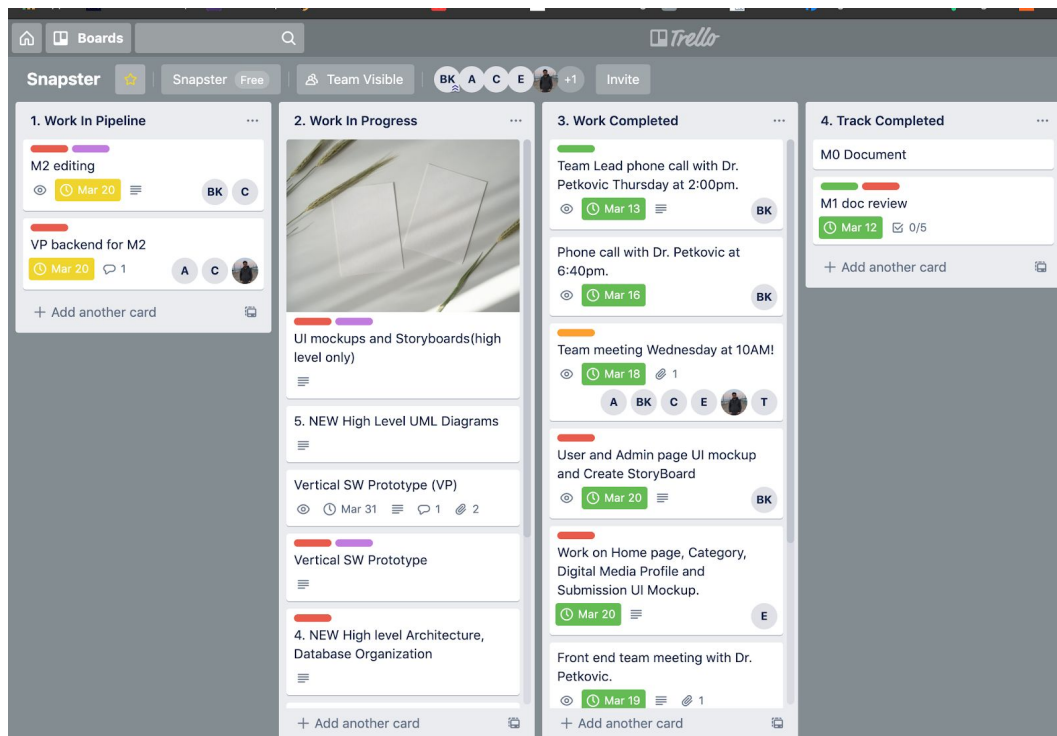 Boards
Trello
Snapster
Snapster Free
Team Visible
BK A C E +1
Invite
1. Work In Pipeline
M2 editing
Mar 20
BK C
VP backend for M2
Mar 20 1
A C
+ Add another card
2. Work In Progress
UI mockups and Storyboards(high
level only)
5. NEW High Level UML Diagrams
Vertical SW Prototype (VP)
Mar 31 1 2
Vertical SW Prototype
4. NEW High level Architecture,
Database Organization
+ Add another card
3. Work Completed
Team Lead phone call with Dr.
Petkovic Thursday at 2:00pm.
Mar 13
BK
Phone call with Dr. Petkovic at
6:40pm.
Mar 16
BK
Team meeting Wednesday at 10AM!
Mar 18 1
A BK C E T
User and Admin page UI mockup
and Create StoryBoard
Mar 20
BK
Work on Home page, Category,
Digital Media Profile and
Submission UI Mockup.
Mar 20
E
Front end team meeting with Dr.
Petkovic.
Mar 19 1
+ Add another card
4. Track Completed
M0 Document
M1 doc review
Mar 12 0/5
+ Add another card